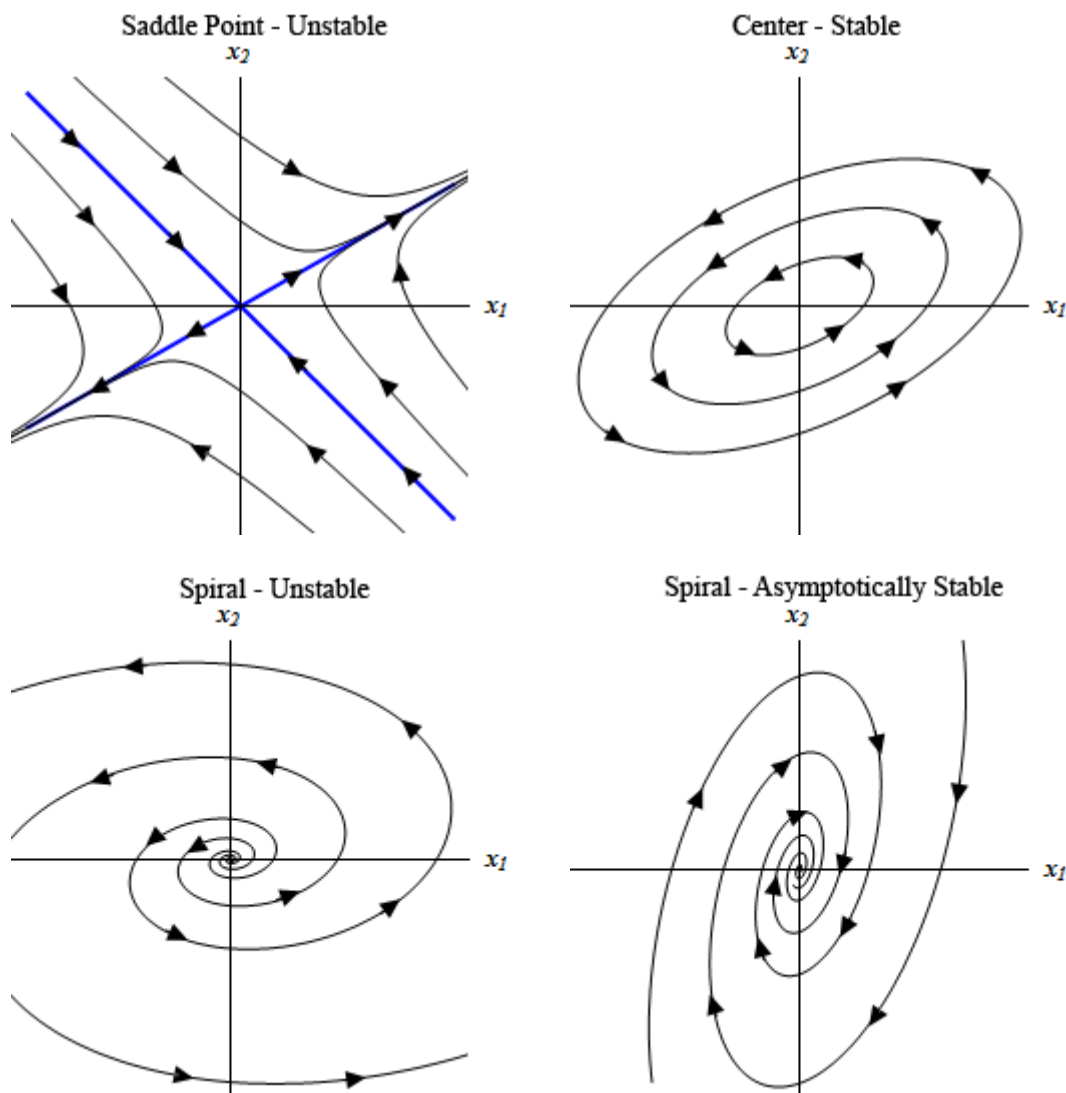 Saddle Point - Unstable
x2
x1
Center - Stable
x2
x1
Spiral - Unstable
x2
x1
Spiral - Asymptotically Stable
x2
x1